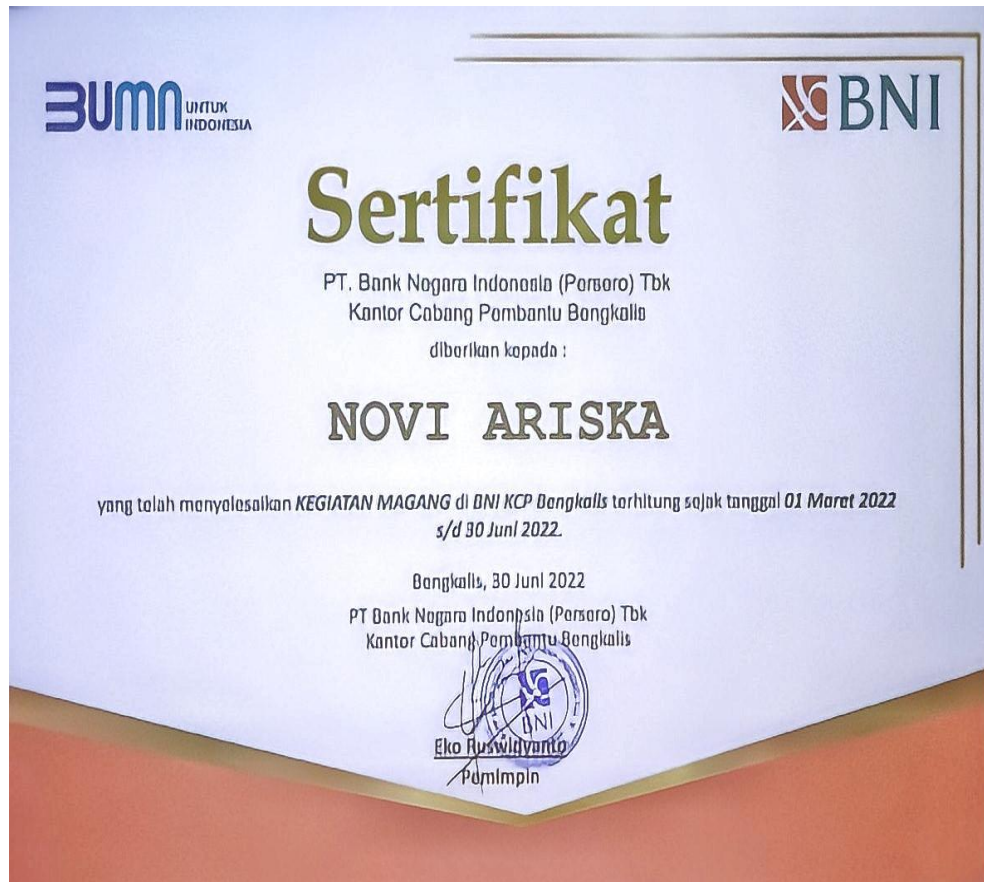 BUMN UNTUK INDONESIA
BNI
Sertifikat
PT. Bank Negara Indonesia (Persero) Tbk
Kantor Cabang Pembantu Bengkalis
diberikan kepada :
NOVI ARISKA
yang telah menyelesaikan KEGIATAN MAGANG di BNI KCP Bengkalis terhitung sejak tanggal 01 Maret 2022
s/d 30 Juni 2022.
Bengkalis, 30 Juni 2022
PT Bank Negara Indonesia (Persero) Tbk
Kantor Cabang Pembantu Bengkalis
BNI
Eko Ruswidyanto
Pemimpin